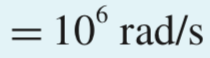 = 10⁶ rad/s